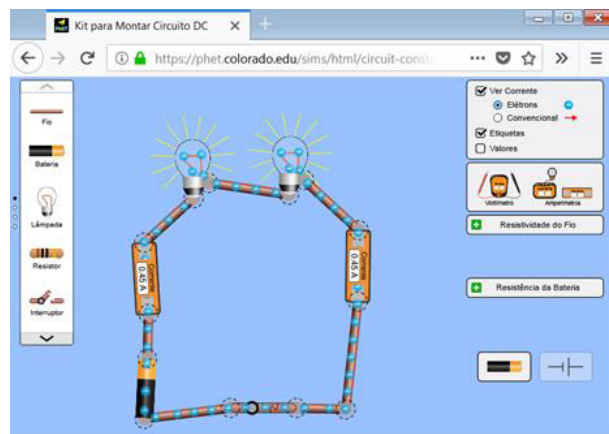 Kit para Montar Circuito DC
https://phet.colorado.edu/sims/html/circuit-cons
Fio
Bateria
Lâmpada
Resistor
Interruptor
Corrente
0.45 A
Corrente
0.45 A
Ver Corrente
Elétrons
Convencional
Etiquetas
Valores
Voltímetro
Amperímetro
Resistividade do Fio
Resistência da Bateria